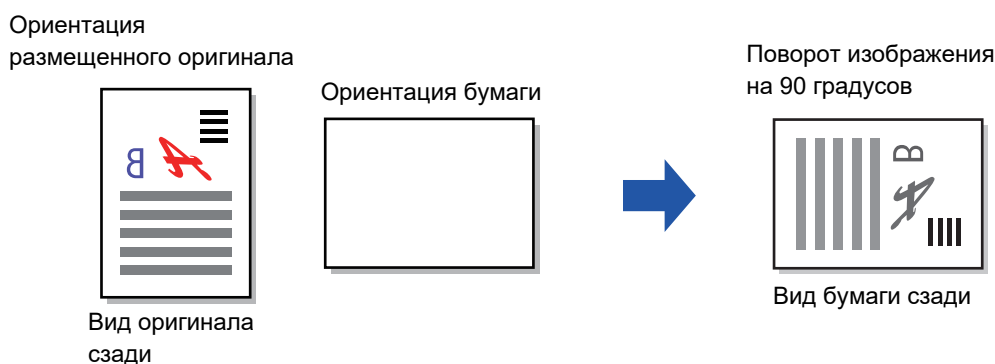 Ориентация
размещенного оригинала
Ориентация бумаги
Поворот изображения
на 90 градусов
B A
B A
Вид оригинала
сзади
Вид бумаги сзади